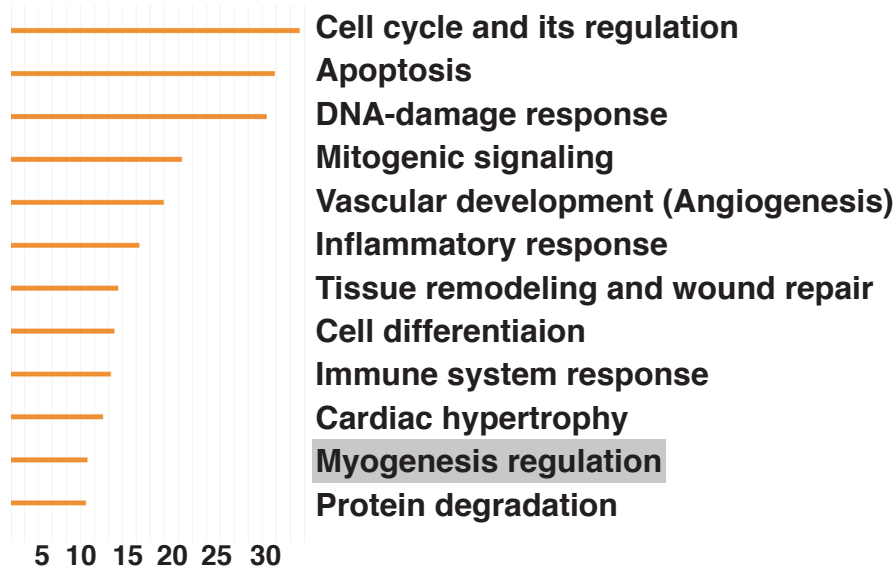 Cell cycle and its regulation
Apoptosis
DNA-damage response
Mitogenic signaling
Vascular development (Angiogenesis)
Inflammatory response
Tissue remodeling and wound repair
Cell differentiaion
Immune system response
Cardiac hypertrophy
Myogenesis regulation
Protein degradation
5 10 15 20 25 30